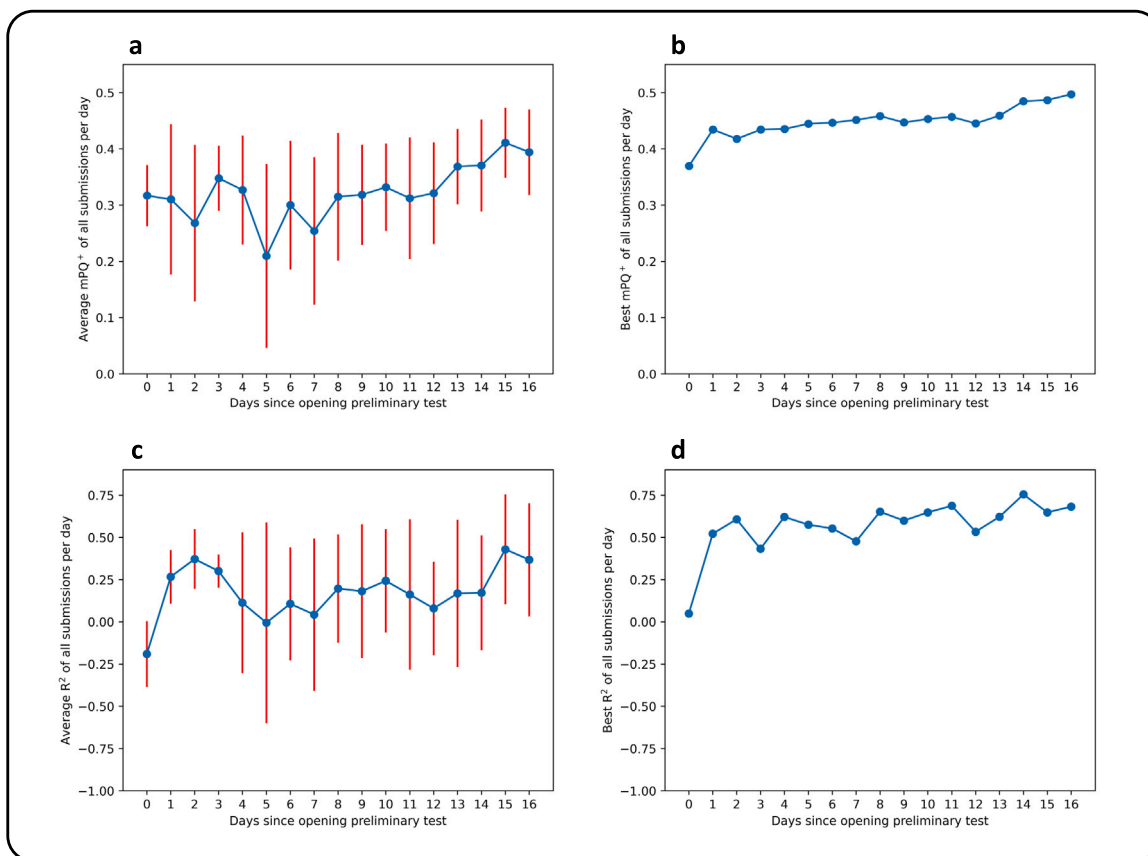 a
0.5
0.4
0.3
0.2
0.1
0.0
Average mPQ⁺ of all submissions per day
0 1 2 3 4 5 6 7 8 9 10 11 12 13 14 15 16
Days since opening preliminary test
b
0.5
0.4
0.3
0.2
0.1
0.0
Best mPQ⁺ of all submissions per day
0 1 2 3 4 5 6 7 8 9 10 11 12 13 14 15 16
Days since opening preliminary test
c
0.75
0.50
0.25
0.00
−0.25
−0.50
−0.75
−1.00
Average R² of all submissions per day
0 1 2 3 4 5 6 7 8 9 10 11 12 13 14 15 16
Days since opening preliminary test
d
0.75
0.50
0.25
0.00
−0.25
−0.50
−0.75
−1.00
Best R² of all submissions per day
0 1 2 3 4 5 6 7 8 9 10 11 12 13 14 15 16
Days since opening preliminary test